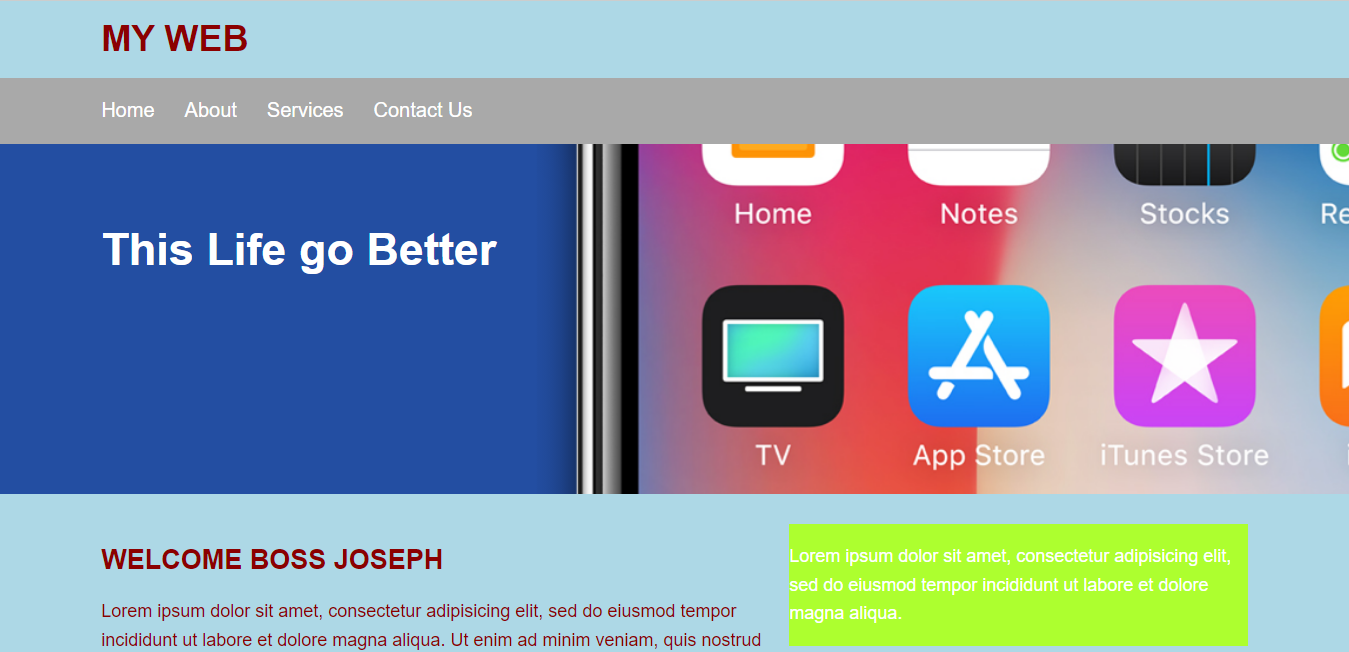 MY WEB
Home About Services Contact Us
This Life go Better
Home Notes Stocks
TV App Store iTunes Store
WELCOME BOSS JOSEPH
Lorem ipsum dolor sit amet, consectetur adipisicing elit, sed do eiusmod tempor
incididunt ut labore et dolore magna aliqua. Ut enim ad minim veniam, quis nostrud
Lorem ipsum dolor sit amet, consectetur adipisicing elit,
sed do eiusmod tempor incididunt ut labore et dolore
magna aliqua.